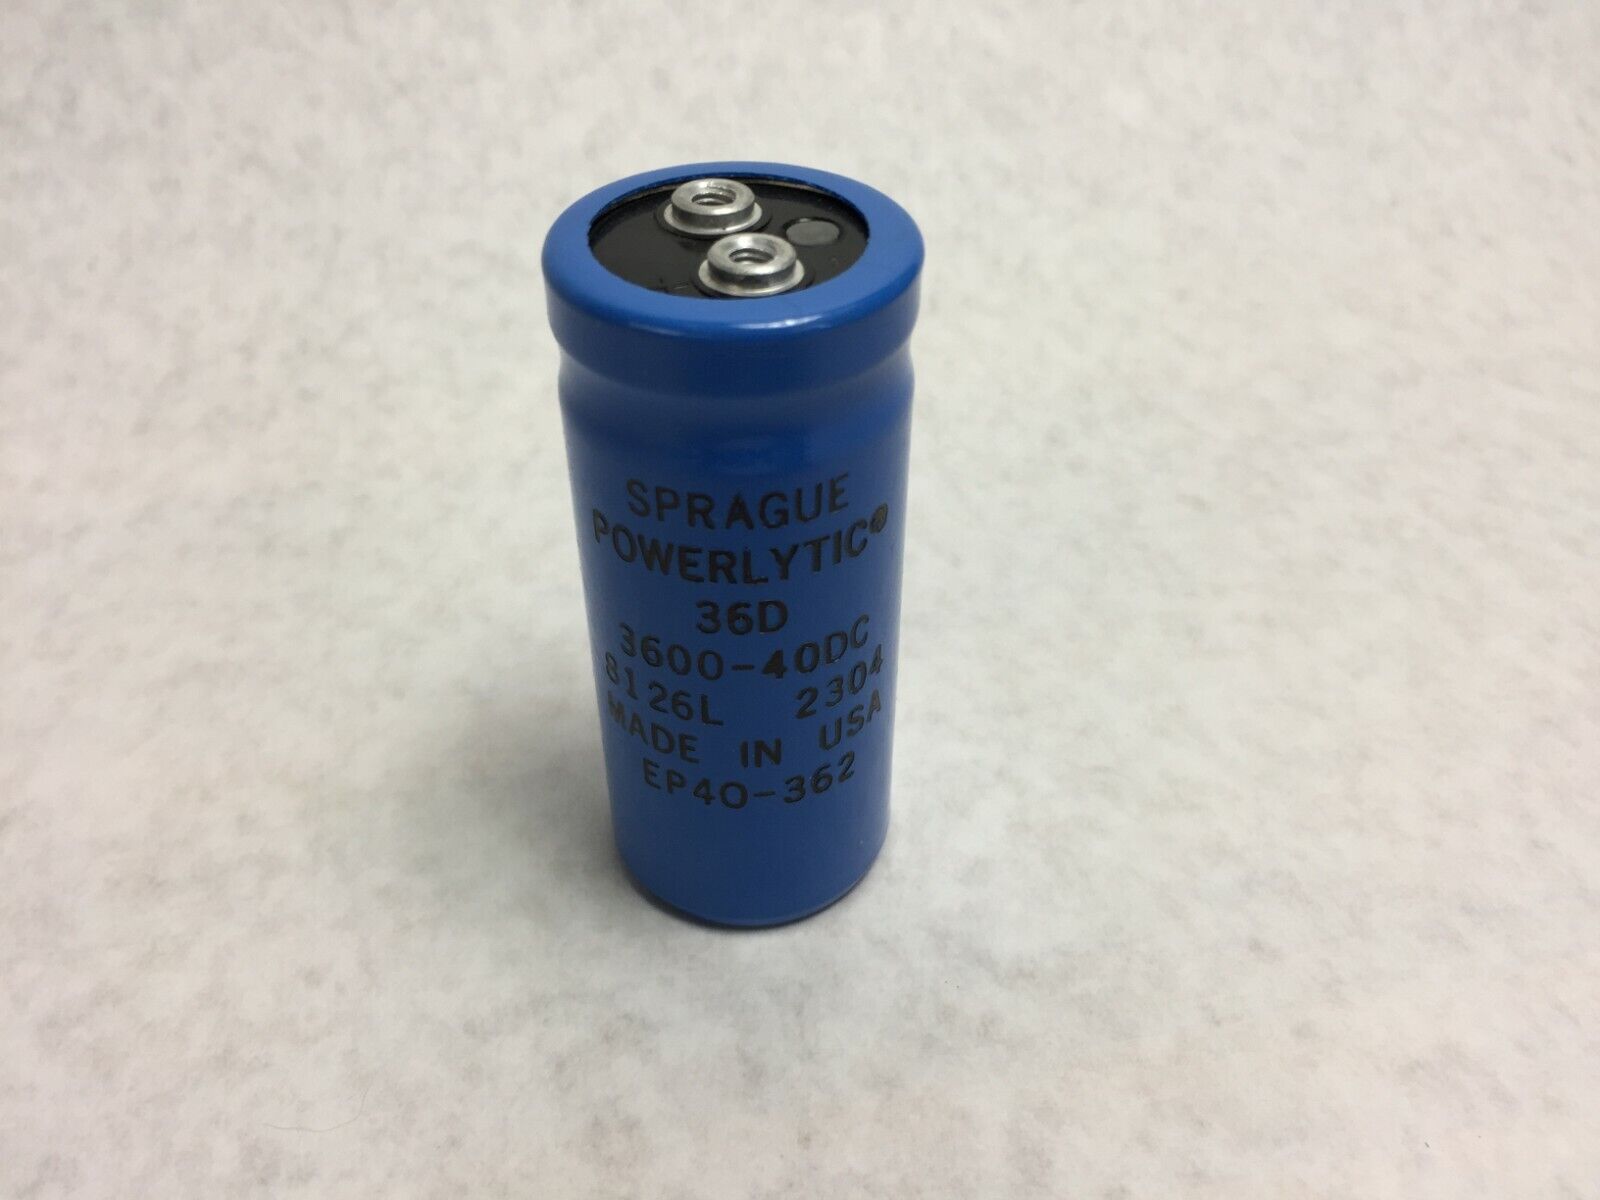 SPRAGUE
POWERLYTIC®
36D
3600-40DC
8126L 2304
MADE IN USA
EP40-362